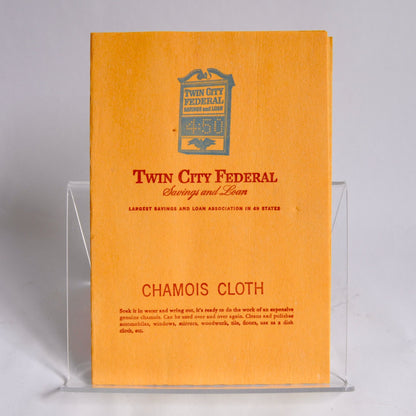 TWIN CITY
FEDERAL
SAVINGS and LOAN
4:50
TWIN CITY FEDERAL
Savings and Loan
LARGEST SAVINGS AND LOAN ASSOCIATION IN 49 STATES
CHAMOIS CLOTH
Soak it in water and wring out, it's ready to do the work of an expensive
genuine chamois. Can be used over and over again. Cleans and polishes
automobiles, windows, mirrors, woodwork, tile, floors, use as a dish
cloth, etc.